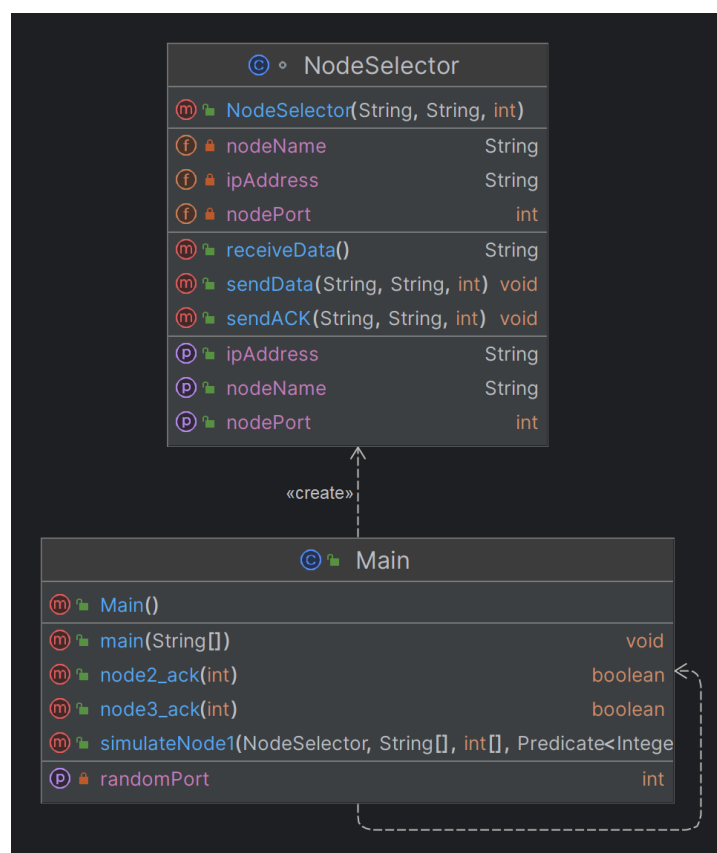 NodeSelector
NodeSelector(String, String, int)
nodeName String
ipAddress String
nodePort int
receiveData() String
sendData(String, String, int) void
sendACK(String, String, int) void
ipAddress String
nodeName String
nodePort int
«create»
Main
Main()
main(String[]) void
node2_ack(int) boolean
node3_ack(int) boolean
simulateNode1(NodeSelector, String[], int[], Predicate<Intege
randomPort int